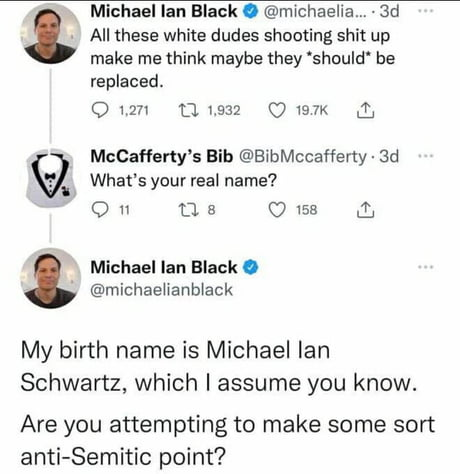 Michael Ian Black @michaelia... · 3d
All these white dudes shooting shit up
make me think maybe they *should* be
replaced.
1,271 1,932 19.7K
McCafferty's Bib @BibMccafferty · 3d
What's your real name?
11 8 158
Michael Ian Black
@michaelianblack
My birth name is Michael Ian
Schwartz, which I assume you know.
Are you attempting to make some sort
anti-Semitic point?